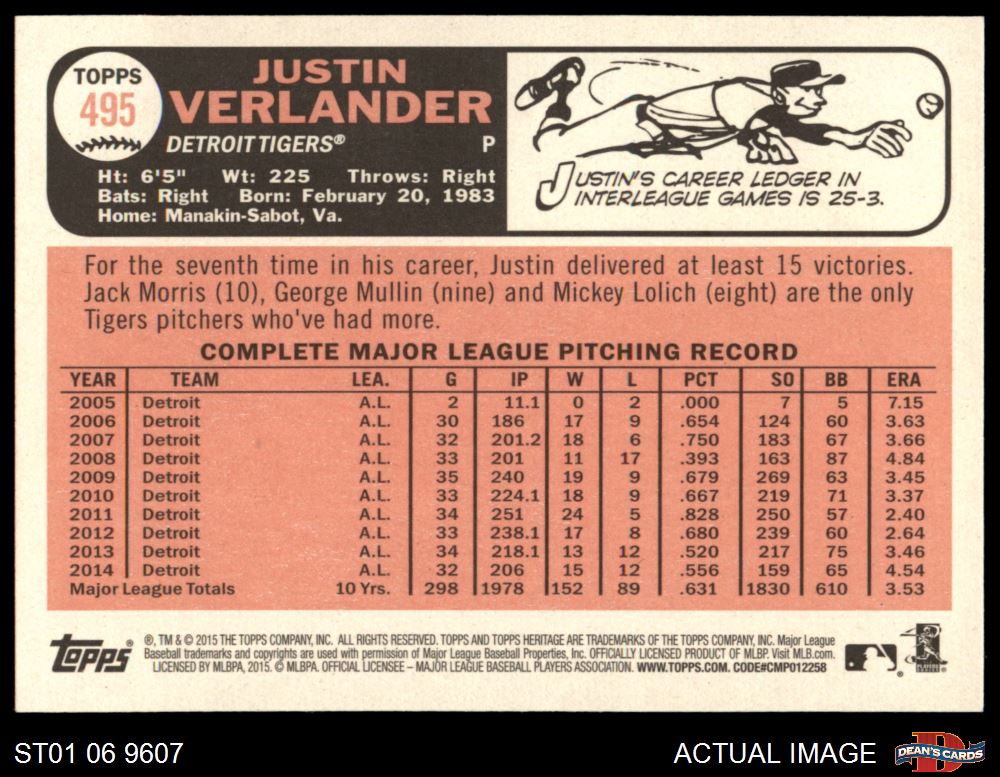 TOPPS
495
JUSTIN
VERLANDER
DETROIT TIGERS® P
Ht: 6'5" Wt: 225 Throws: Right
Bats: Right Born: February 20, 1983
Home: Manakin-Sabot, Va.
JUSTIN'S CAREER LEDGER IN
INTERLEAGUE GAMES IS 25-3.
For the seventh time in his career, Justin delivered at least 15 victories.
Jack Morris (10), George Mullin (nine) and Mickey Lolich (eight) are the only
Tigers pitchers who've had more.
COMPLETE MAJOR LEAGUE PITCHING RECORD
YEAR TEAM LEA. G IP W L PCT SO BB ERA
2005 Detroit A.L. 2 11.1 0 2 .000 7 5 7.15
2006 Detroit A.L. 30 186 17 9 .654 124 60 3.63
2007 Detroit A.L. 32 201.2 18 6 .750 183 67 3.66
2008 Detroit A.L. 33 201 11 17 .393 163 87 4.84
2009 Detroit A.L. 35 240 19 9 .679 269 63 3.45
2010 Detroit A.L. 33 224.1 18 9 .667 219 71 3.37
2011 Detroit A.L. 34 251 24 5 .828 250 57 2.40
2012 Detroit A.L. 33 238.1 17 8 .680 239 60 2.64
2013 Detroit A.L. 34 218.1 13 12 .520 217 75 3.46
2014 Detroit A.L. 32 206 15 12 .556 159 65 4.54
Major League Totals 10 Yrs. 298 1978 152 89 .631 1830 610 3.53
Topps
®, TM & © 2015 THE TOPPS COMPANY, INC. ALL RIGHTS RESERVED. TOPPS AND TOPPS HERITAGE ARE TRADEMARKS OF THE TOPPS COMPANY, INC. Major League
Baseball trademarks and copyrights are used with permission of Major League Baseball Properties, Inc. OFFICIALLY LICENSED PRODUCT OF MLBP. Visit MLB.com.
LICENSED BY MLBPA, 2015. © MLBPA. OFFICIAL LICENSEE – MAJOR LEAGUE BASEBALL PLAYERS ASSOCIATION. WWW.TOPPS.COM. CODE#CMP012258
ST01 06 9607
ACTUAL IMAGE
DEAN'S CARDS